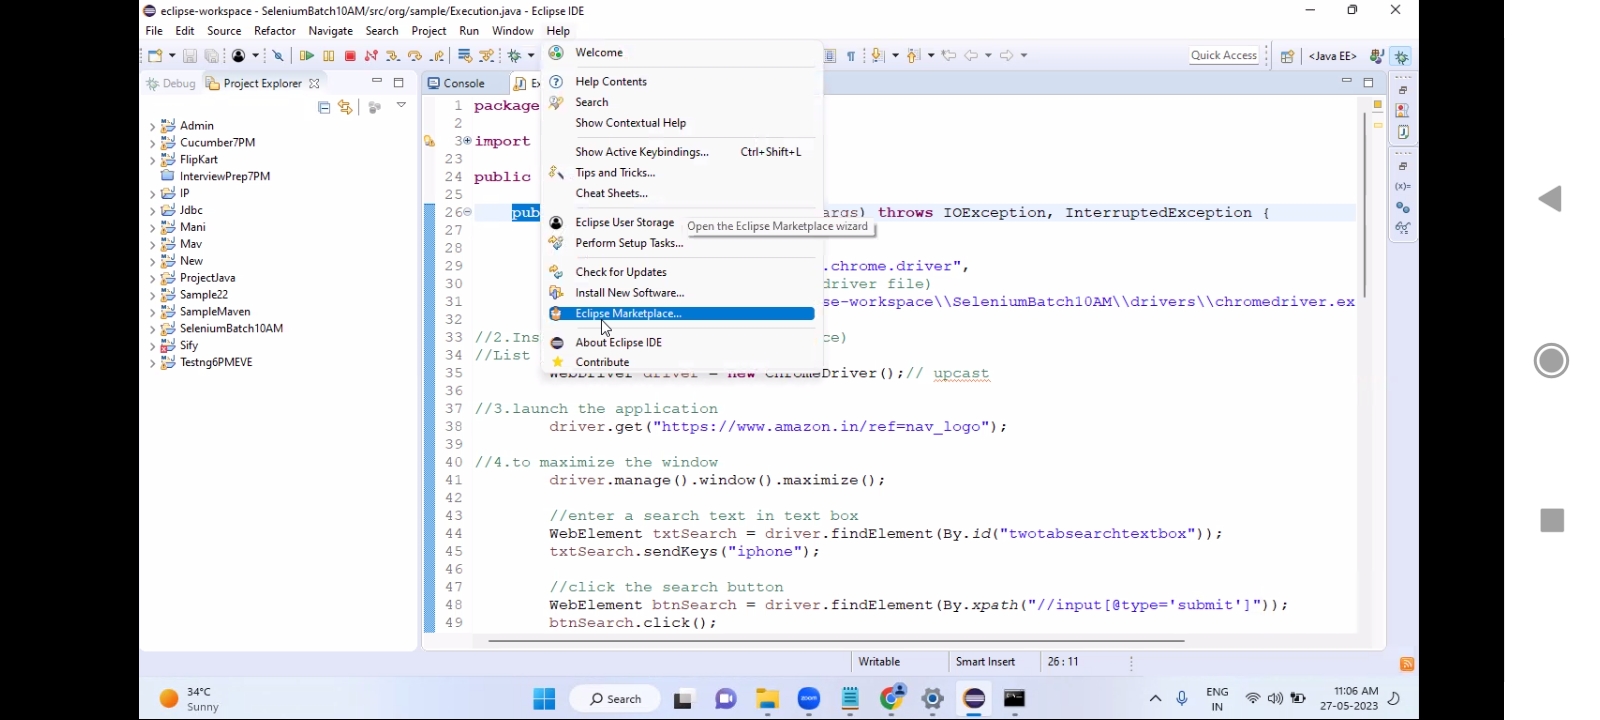 eclipse-workspace - SeleniumBatch10AM/src/org/sample/Execution.java - Eclipse IDE
File Edit Source Refactor Navigate Search Project Run Window Help
Quick Access <Java EE>
Debug Project Explorer
Console
Admin
Cucumber7PM
FlipKart
InterviewPrep7PM
IP
Jdbc
Mani
Mav
New
ProjectJava
Sample22
SampleMaven
SeleniumBatch10AM
Sify
Testng6PMEVE
Welcome
Help Contents
Search
Show Contextual Help
Show Active Keybindings... Ctrl+Shift+L
Tips and Tricks...
Cheat Sheets...
Eclipse User Storage
Open the Eclipse Marketplace wizard
Perform Setup Tasks...
Check for Updates
Install New Software...
Eclipse Marketplace...
About Eclipse IDE
Contribute
1 package
2
3 import
23
24 public
25
26 pub args) throws IOException, InterruptedException {
27
28
29 .chrome.driver",
30 driver file)
31 se-workspace\\SeleniumBatch10AM\\drivers\\chromedriver.ex
32
33 //2.Ins ce)
34 //List
35 WebDriver driver = new ChromeDriver();// upcast
36
37 //3.launch the application
38 driver.get("https://www.amazon.in/ref=nav_logo");
39
40 //4.to maximize the window
41 driver.manage().window().maximize();
42
43 //enter a search text in text box
44 WebElement txtSearch = driver.findElement(By.id("twotabsearchtextbox"));
45 txtSearch.sendKeys("iphone");
46
47 //click the search button
48 WebElement btnSearch = driver.findElement(By.xpath("//input[@type='submit']"));
49 btnSearch.click();
Writable Smart Insert 26 : 11
34°C
Sunny
Search
zoom
ENG
IN
11:06 AM
27-05-2023